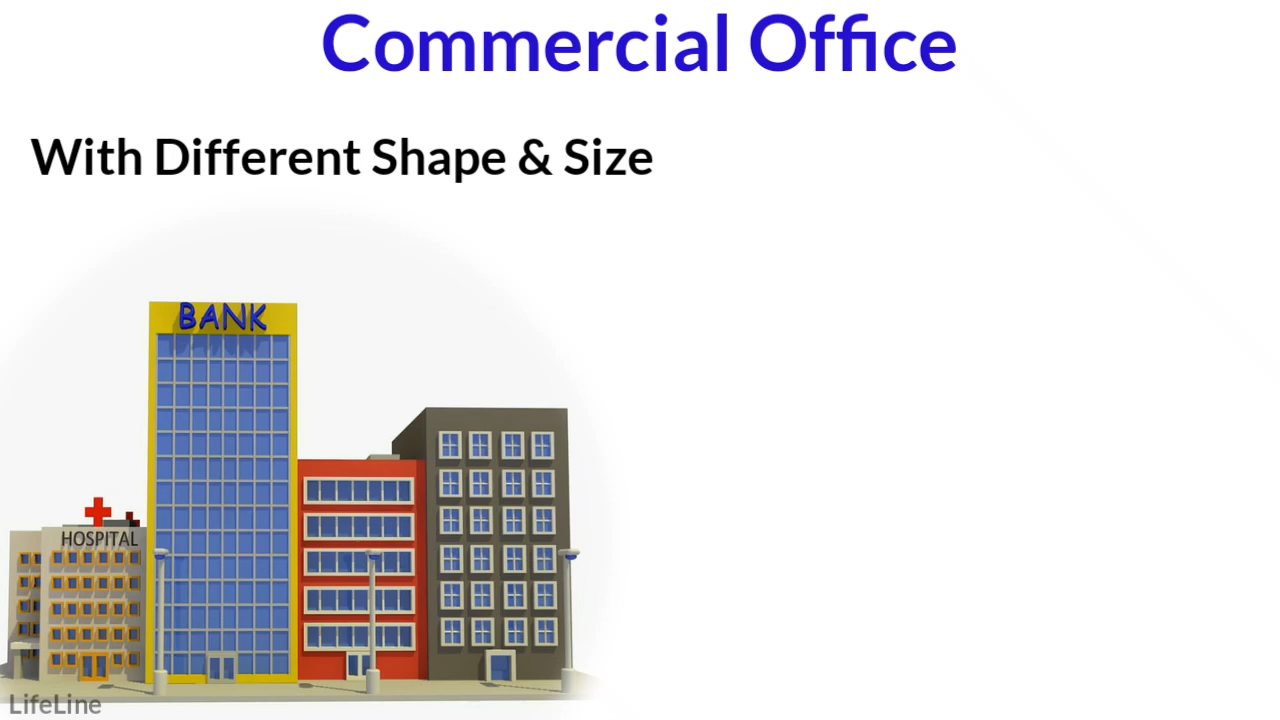 Commercial Office
With Different Shape & Size
BANK
HOSPITAL
LifeLine